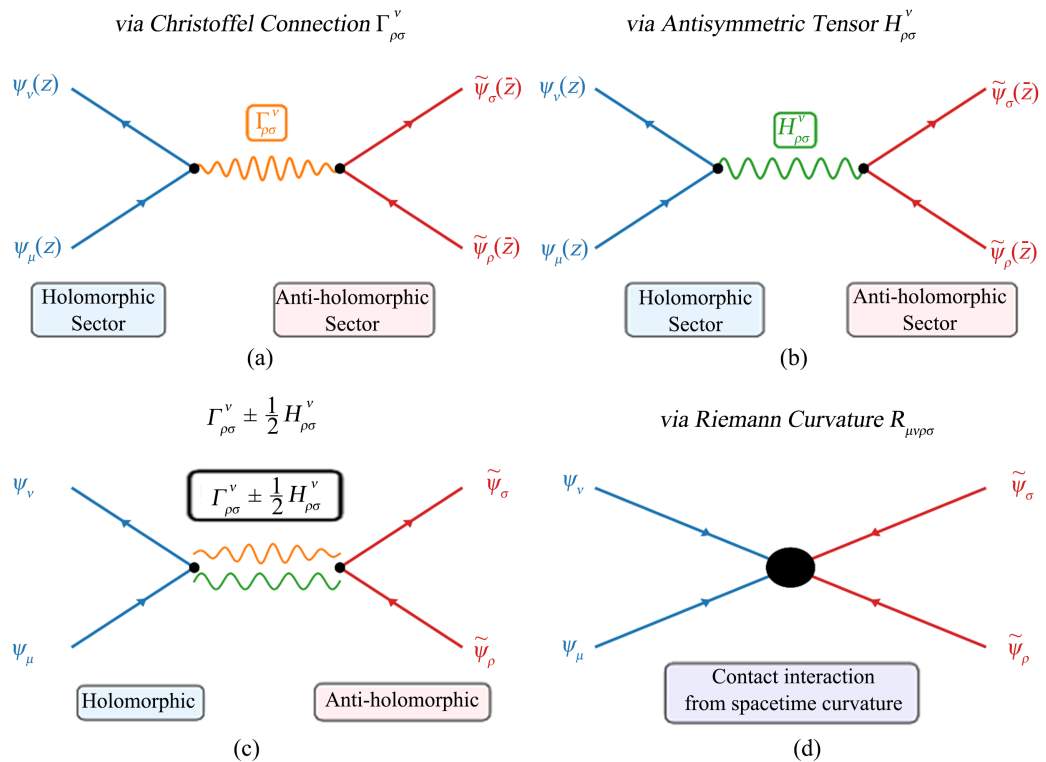 via Christoffel Connection Γ^ν_ρσ
via Antisymmetric Tensor H^ν_ρσ
ψ_ν(z)
Γ^ν_ρσ
ψ̃_σ(z̄)
ψ_μ(z)
ψ̃_ρ(z̄)
Holomorphic
Sector
Anti-holomorphic
Sector
(a)
ψ_ν(z)
H^ν_ρσ
ψ̃_σ(z̄)
ψ_μ(z)
ψ̃_ρ(z̄)
Holomorphic
Sector
Anti-holomorphic
Sector
(b)
Γ^ν_ρσ ± 1/2 H^ν_ρσ
ψ_ν
Γ^ν_ρσ ± 1/2 H^ν_ρσ
ψ̃_σ
ψ_μ
ψ̃_ρ
Holomorphic
Anti-holomorphic
(c)
via Riemann Curvature R_μνρσ
ψ_ν
ψ̃_σ
ψ_μ
ψ̃_ρ
Contact interaction
from spacetime curvature
(d)